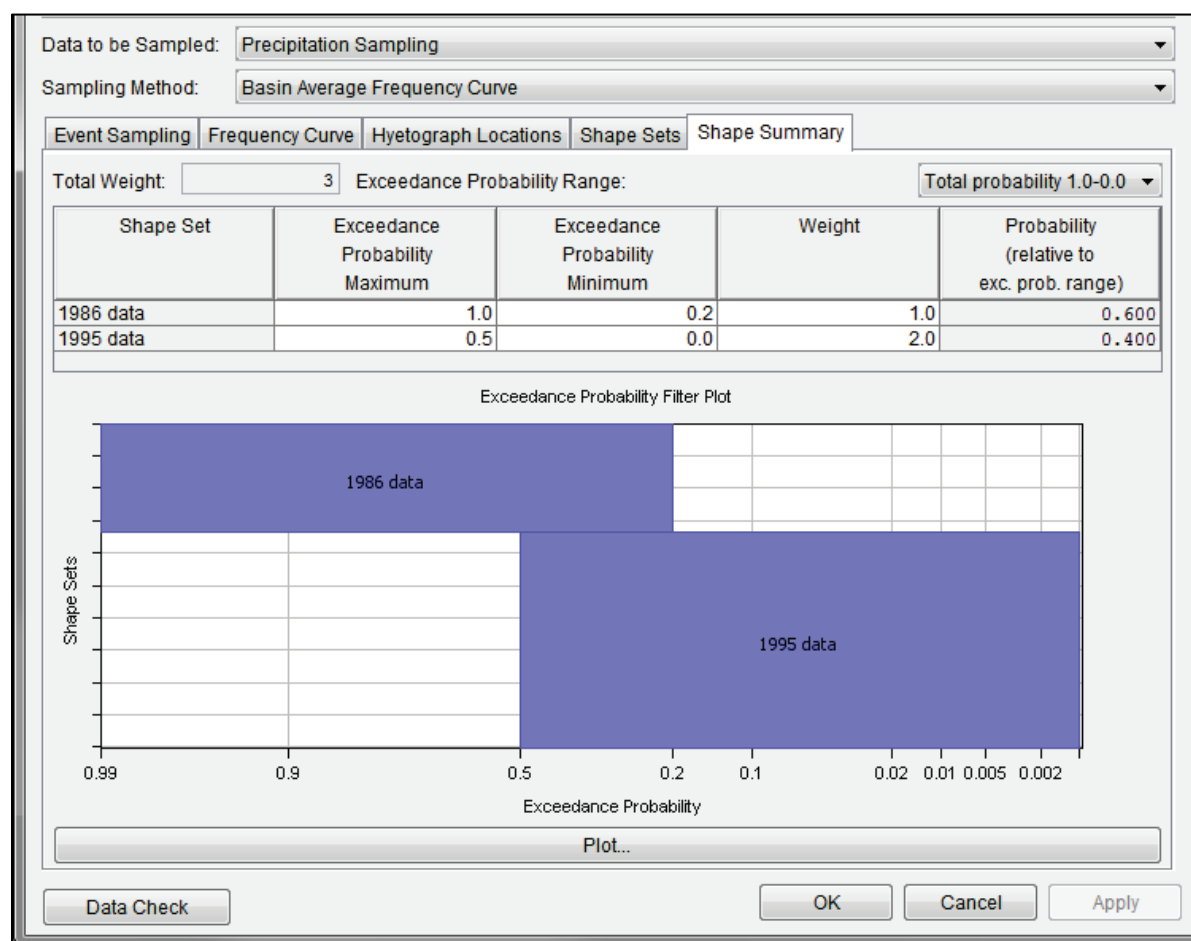 Data to be Sampled: Precipitation Sampling
Sampling Method: Basin Average Frequency Curve
Event Sampling Frequency Curve Hyetograph Locations Shape Sets Shape Summary
Total Weight: 3 Exceedance Probability Range: Total probability 1.0-0.0
Shape Set Exceedance Exceedance Weight Probability
Probability Probability (relative to
Maximum Minimum exc. prob. range)
1986 data 1.0 0.2 1.0 0.600
1995 data 0.5 0.0 2.0 0.400
Exceedance Probability Filter Plot
1986 data
Shape Sets
1995 data
0.99 0.9 0.5 0.2 0.1 0.02 0.01 0.005 0.002
Exceedance Probability
Plot...
Data Check OK Cancel Apply